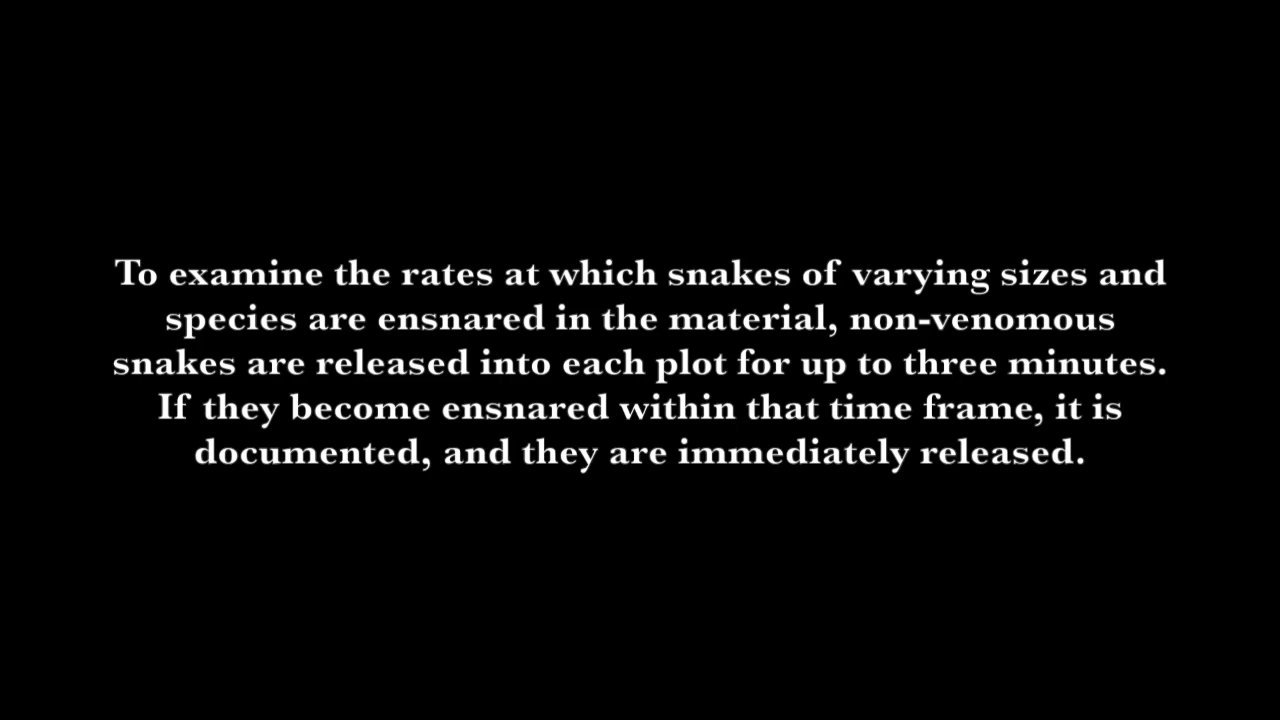 To examine the rates at which snakes of varying sizes and
species are ensnared in the material, non-venomous
snakes are released into each plot for up to three minutes.
If they become ensnared within that time frame, it is
documented, and they are immediately released.